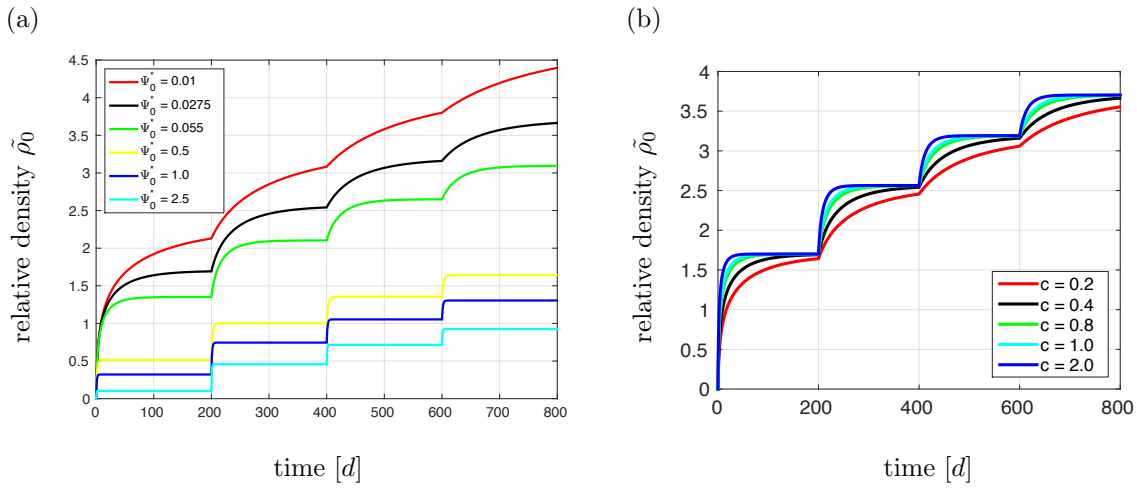 (a)
relative density ρ̃₀
4.5
4
3.5
3
2.5
2
1.5
1
0.5
0
Ψ*₀ = 0.01
Ψ*₀ = 0.0275
Ψ*₀ = 0.055
Ψ*₀ = 0.5
Ψ*₀ = 1.0
Ψ*₀ = 2.5
0 100 200 300 400 500 600 700 800
time [d]
(b)
relative density ρ̃₀
4
3.5
3
2.5
2
1.5
1
0.5
0
c = 0.2
c = 0.4
c = 0.8
c = 1.0
c = 2.0
0 200 400 600 800
time [d]